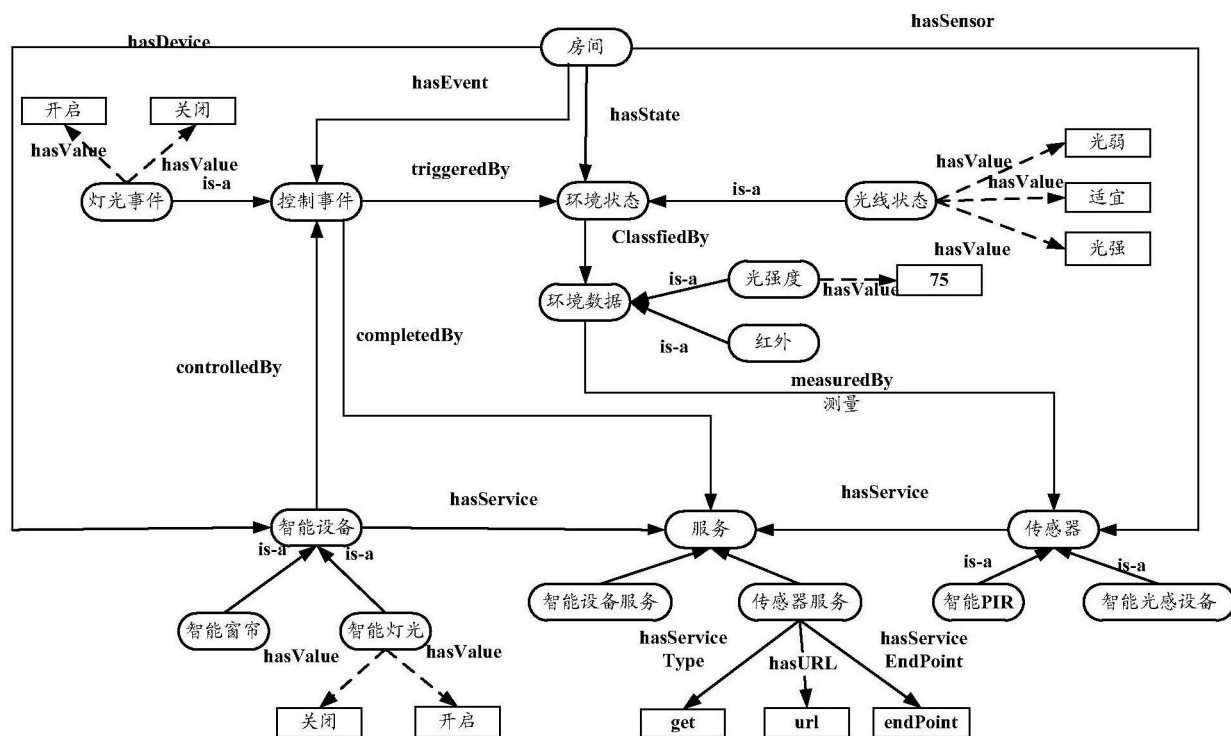 hasSensor
hasDevice
房间
hasEvent
开启
关闭
hasState
hasValue
hasValue
光弱
hasValue
triggeredBy
is-a
is-a
hasValue
适宜
灯光事件
控制事件
环境状态
光线状态
ClassfiedBy
hasValue
光强
is-a
光强度
hasValue
75
环境数据
completedBy
is-a
红外
controlledBy
measuredBy
测量
hasService
hasService
智能设备
服务
传感器
is-a
is-a
is-a
is-a
智能设备服务
传感器服务
智能PIR
智能光感设备
智能窗帘
智能灯光
hasValue
hasValue
hasService
Type
hasURL
hasService
EndPoint
关闭
开启
get
url
endPoint